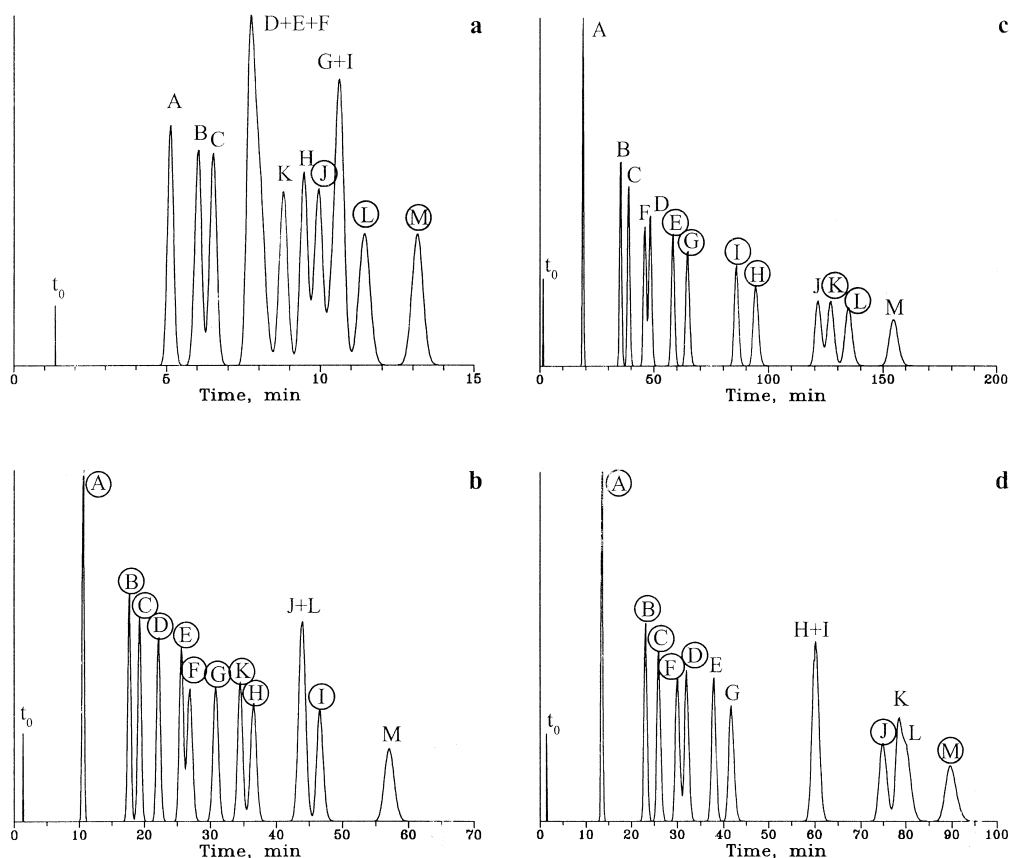 a
D+E+F
G+I
A
B
C
K
H
J
L
M
t0
0
5
10
15
Time, min
c
A
B
C
F
D
E
G
I
H
J
K
L
M
t0
0
50
100
150
200
Time, min
b
A
B
C
D
E
F
G
K
H
J+L
I
M
t0
0
10
20
30
40
50
60
70
Time, min
d
A
B
C
F
D
E
G
H+I
J
K
L
M
t0
0
10
20
30
40
50
60
70
80
90
100
Time, min